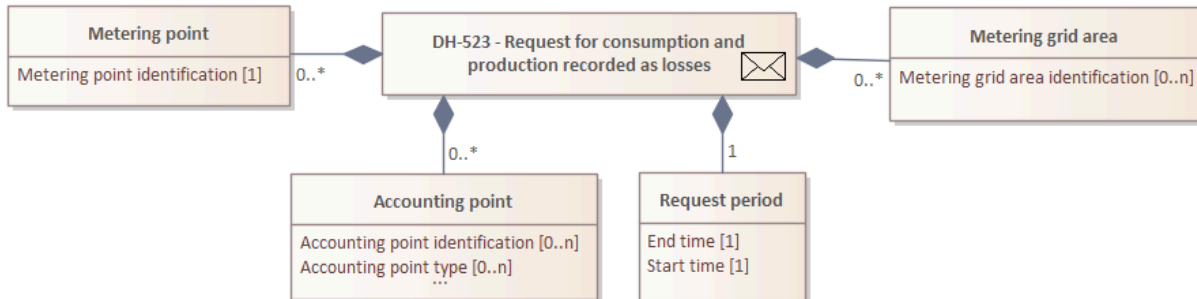 Metering point
Metering point identification [1]
0..*
DH-523 - Request for consumption and
production recorded as losses
0..*
Metering grid area
Metering grid area identification [0..n]
0..*
1
Accounting point
Accounting point identification [0..n]
Accounting point type [0..n]
...
Request period
End time [1]
Start time [1]